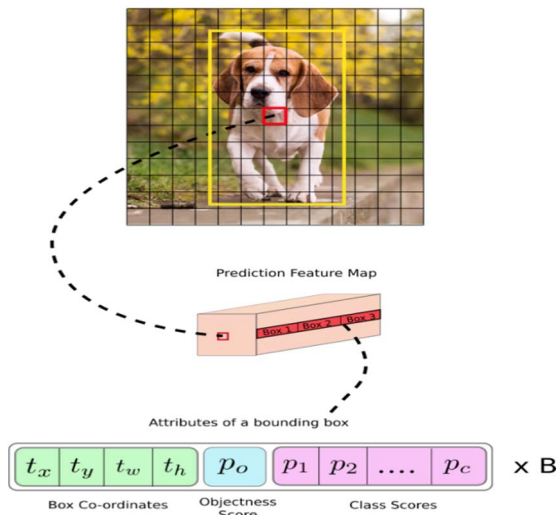 Prediction Feature Map
Box 1 Box 2 Box 3
Attributes of a bounding box
t_x t_y t_w t_h p_o p_1 p_2 .... p_c x B
Box Co-ordinates Objectness Score Class Scores